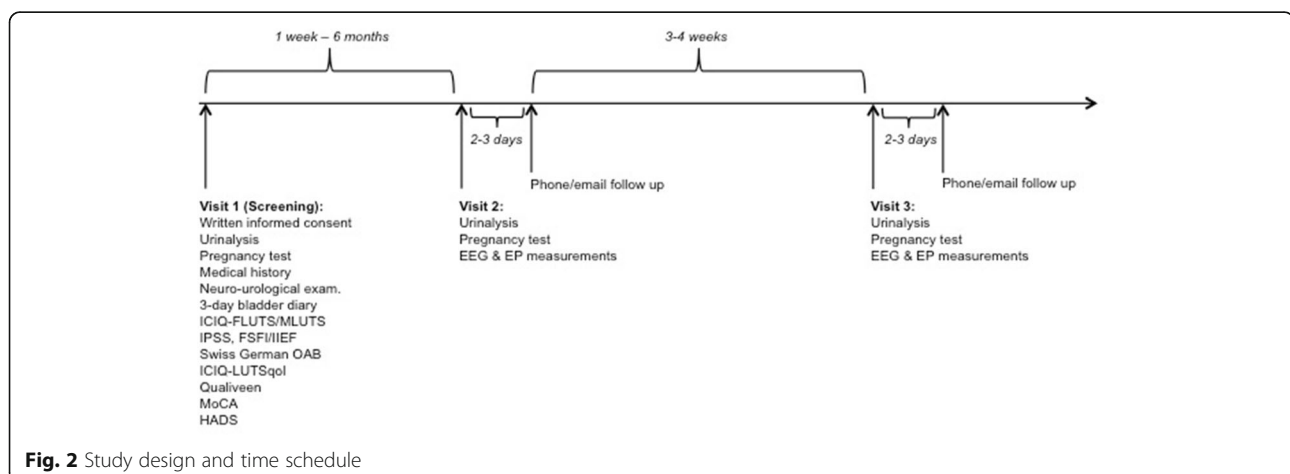 1 week – 6 months
3-4 weeks
2-3 days
2-3 days
Phone/email follow up
Phone/email follow up
Visit 1 (Screening):
Written informed consent
Urinalysis
Pregnancy test
Medical history
Neuro-urological exam.
3-day bladder diary
ICIQ-FLUTS/MLUTS
IPSS, FSFI/IIEF
Swiss German OAB
ICIQ-LUTSqol
Qualiveen
MoCA
HADS
Visit 2:
Urinalysis
Pregnancy test
EEG & EP measurements
Visit 3:
Urinalysis
Pregnancy test
EEG & EP measurements
Fig. 2 Study design and time schedule